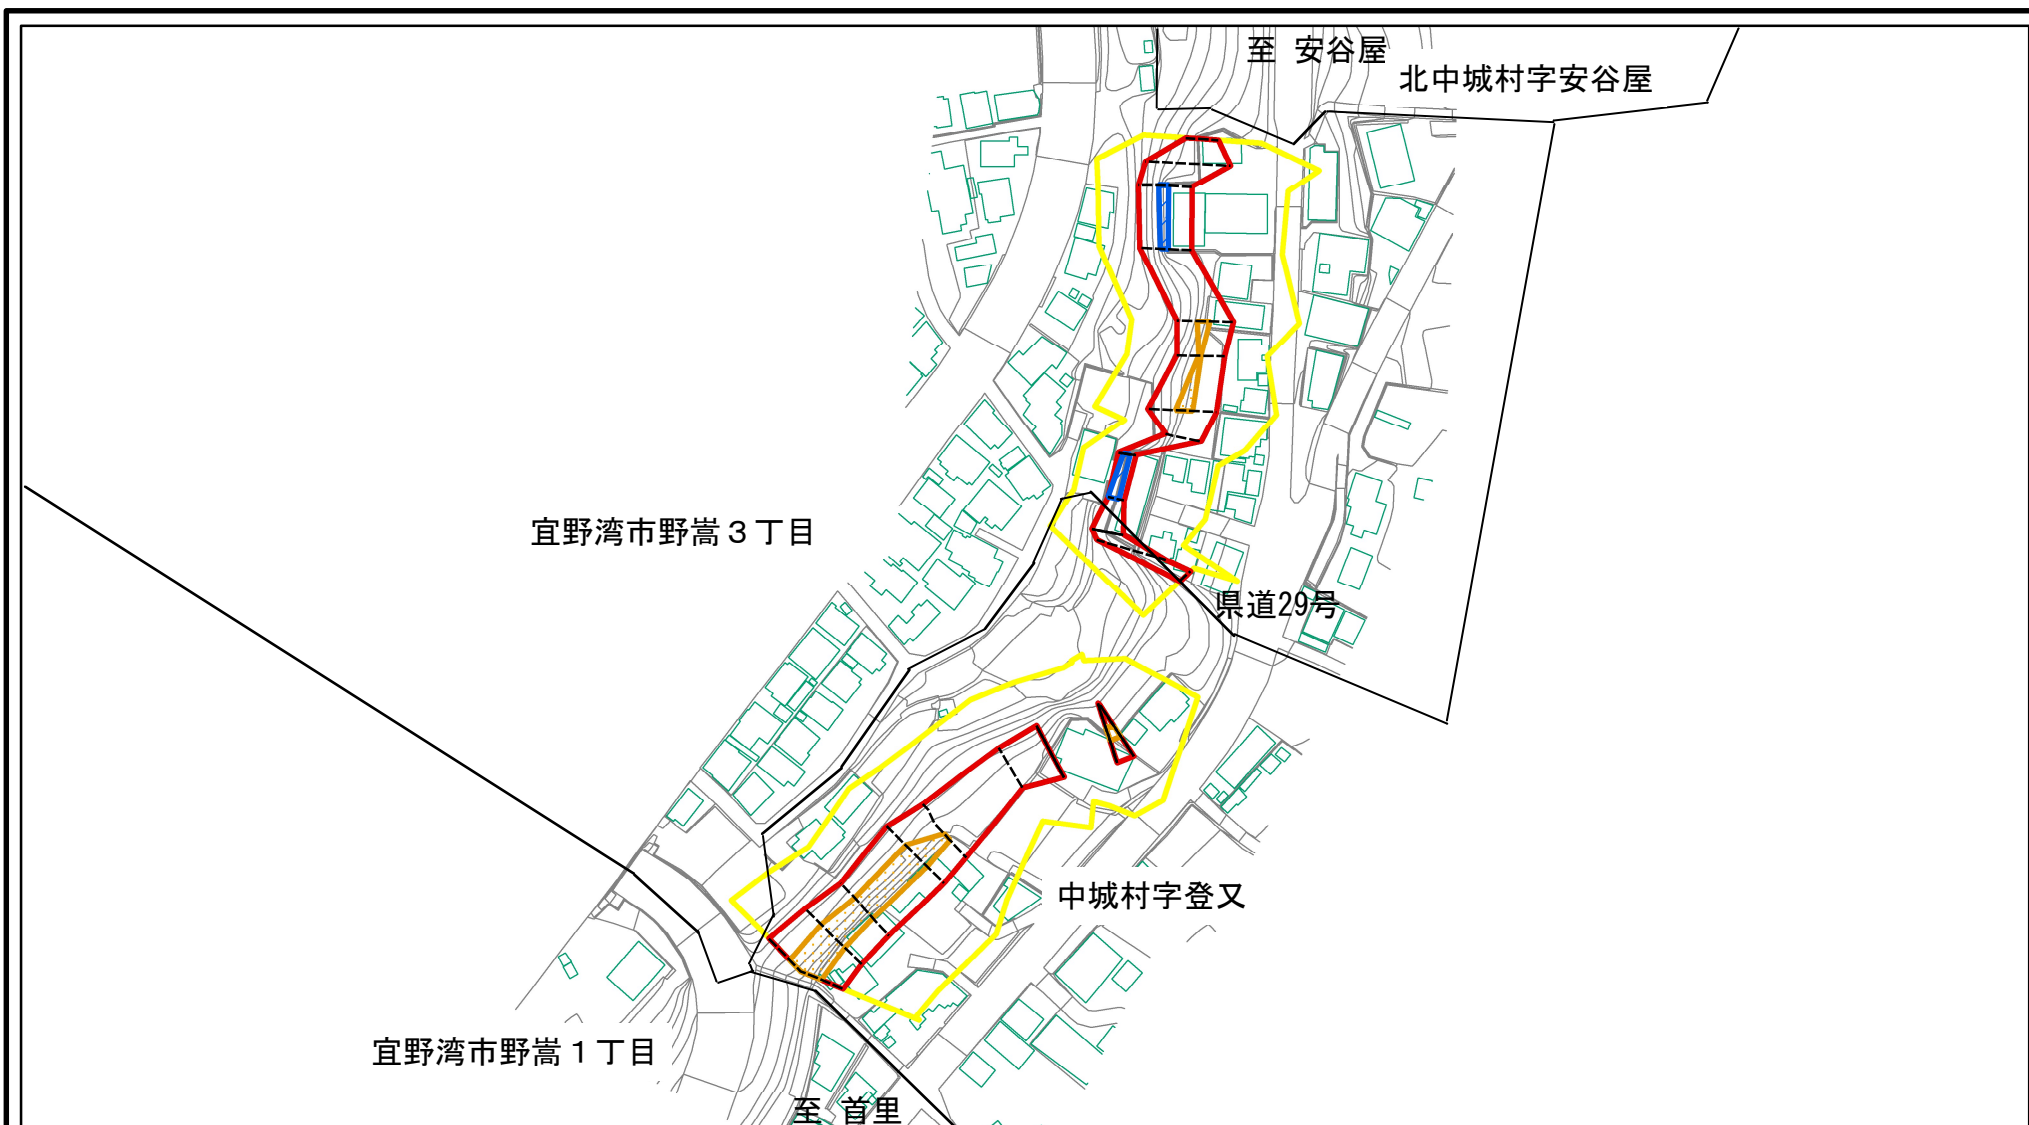 至 安谷屋
北中城村字安谷屋
宜野湾市野嵩３丁目
県道29号
中城村字登又
宜野湾市野嵩１丁目
至 首里